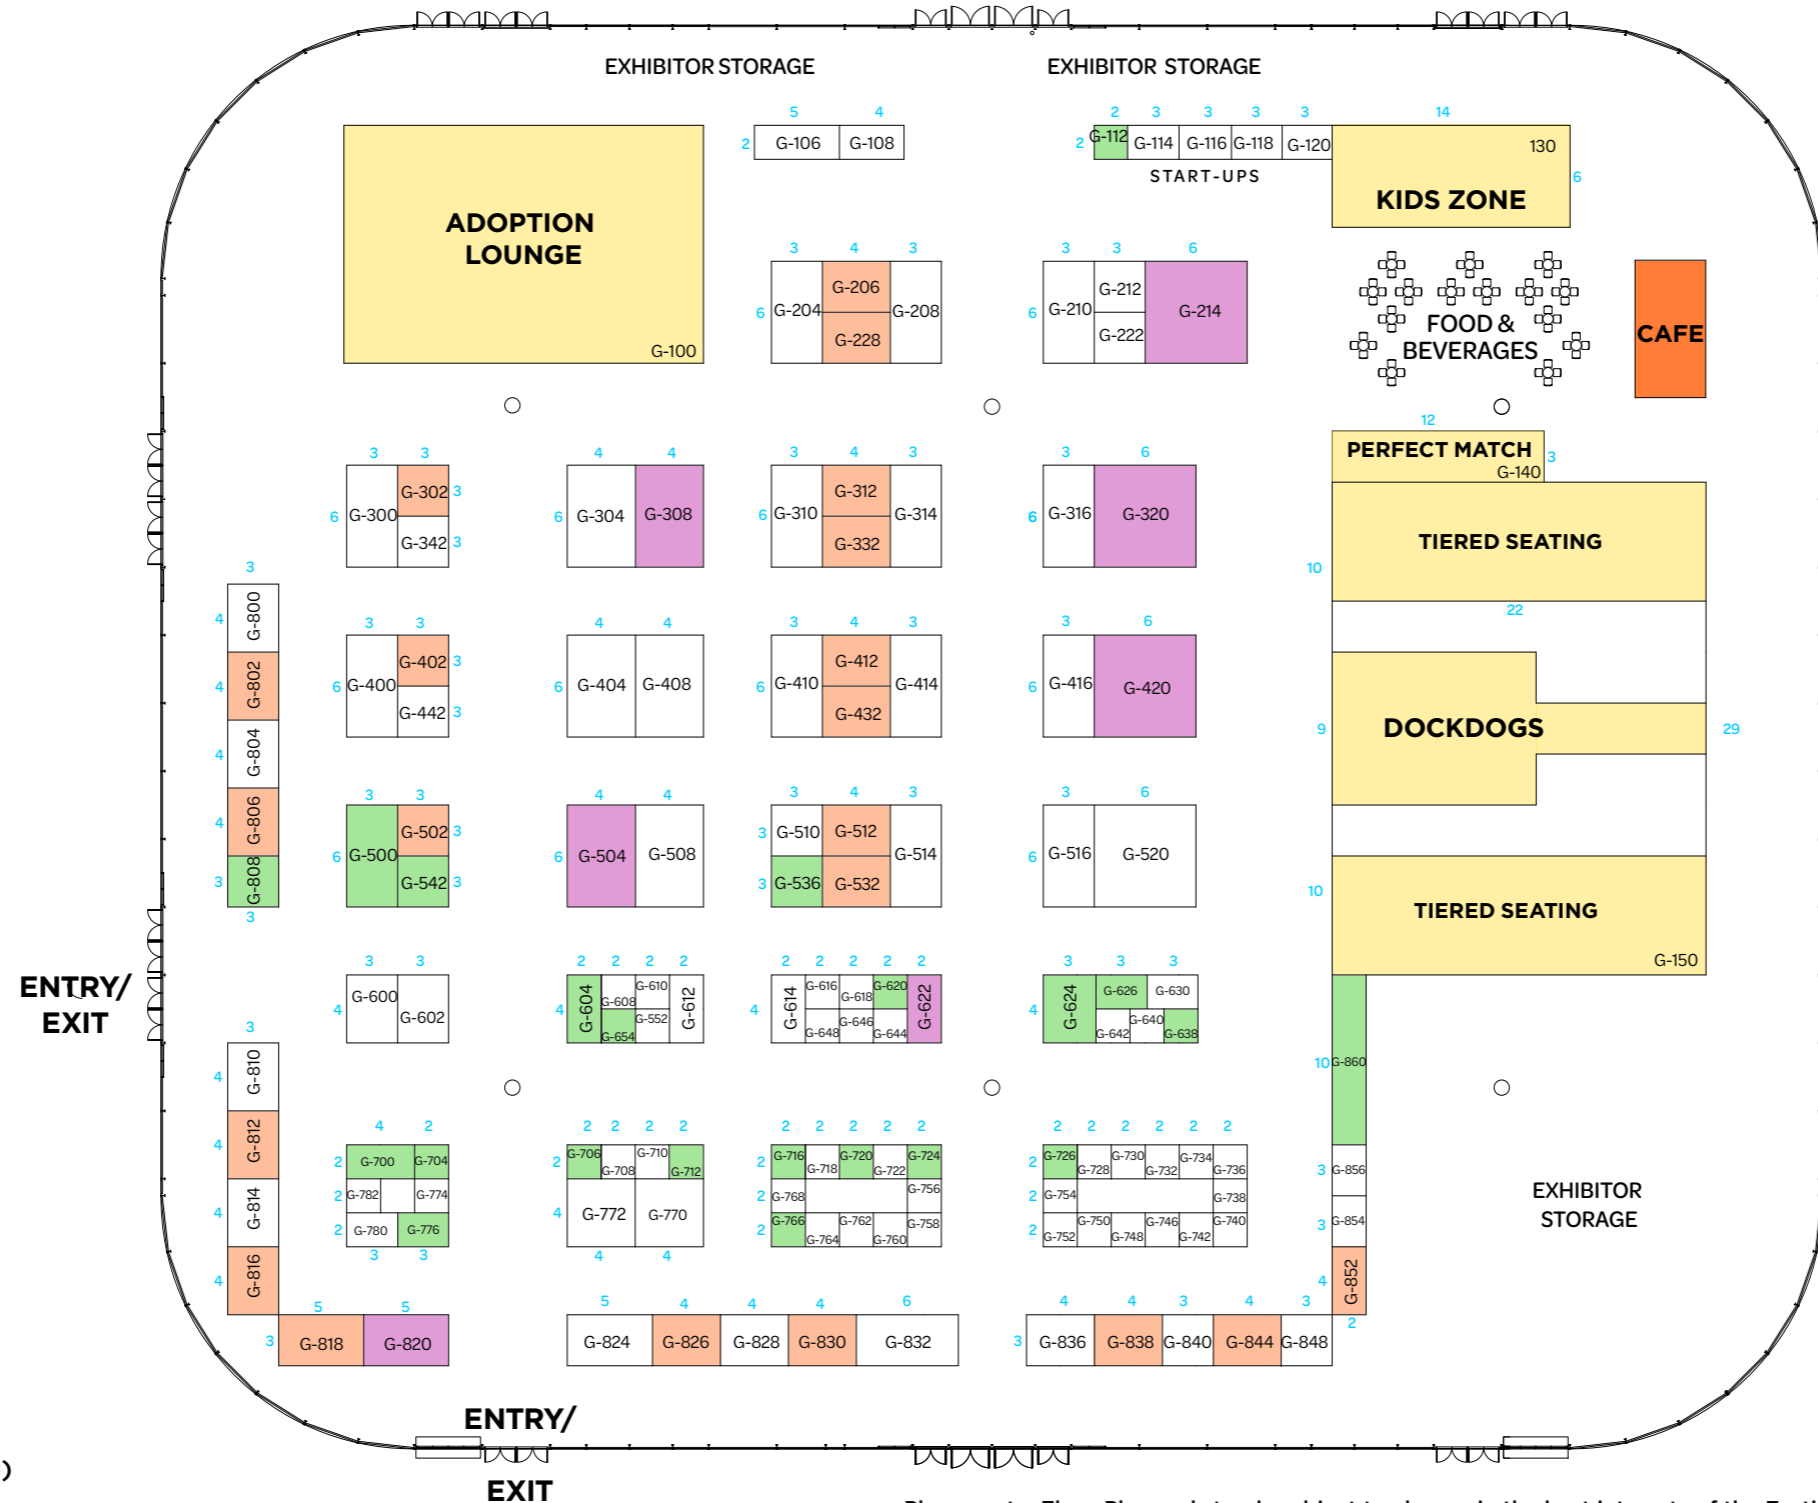 EXHIBITOR STORAGE
EXHIBITOR STORAGE
5 4
2 3 3 3 3 14
2 G-106 G-108
2 G-112 G-114 G-116 G-118 G-120
130
START-UPS
KIDS ZONE
6
ADOPTION
LOUNGE
G-100
3 4 3
3 3 6
6 G-204 G-206 G-208
G-228
6 G-210 G-212 G-214
G-222
FOOD &
BEVERAGES
CAFE
12
PERFECT MATCH
G-140
3
3 3
4 4
3 4 3
3 6
6 G-300 G-302 3
G-342 3
6 G-304 G-308
6 G-310 G-312 G-314
G-332
6 G-316 G-320
TIERED SEATING
10
22
3
4 G-800
4 G-802
4 G-804
4 G-806
3 G-808
3
3 3
4 4
3 4 3
3 6
6 G-400 G-402 3
G-442 3
6 G-404 G-408
6 G-410 G-412 G-414
G-432
6 G-416 G-420
9 DOCKDOGS 29
3 3
4 4
3 4 3
3 6
6 G-500 G-502 3
G-542 3
6 G-504 G-508
3 G-510 G-512 G-514
3 G-536 G-532
6 G-516 G-520
10
TIERED SEATING
G-150
ENTRY/
EXIT
3 3
2 2 2 2
2 2 2 2 2
3 3 3
4 G-600 G-602
4 G-604 G-608 G-610 G-612
G-654 G-552
4 G-614 G-616 G-618 G-620 G-622
G-648 G-646 G-644
4 G-624 G-626 G-630
G-642 G-640 G-638
10 G-860
3
4 G-810
4 G-812
4 G-814
4 G-816
4 2
2 2 2 2
2 2 2 2 2
2 2 2 2 2 2
2 G-700 G-704
2 G-782 G-774
2 G-780 G-776
3 3
2 G-706 G-708 G-710 G-712
4 G-772 G-770
4 4
2 G-716 G-718 G-720 G-722 G-724
2 G-768 G-756
2 G-766 G-764 G-762 G-760 G-758
2 G-726 G-728 G-730 G-732 G-734 G-736
2 G-754 G-738
2 G-752 G-750 G-748 G-746 G-742 G-740
3 G-856
3 G-854
4 G-852
2
EXHIBITOR
STORAGE
5 5
5 4 4 4 6
4 4 3 4 3
3 G-818 G-820
G-824 G-826 G-828 G-830 G-832
3 G-836 G-838 G-840 G-844 G-848
ENTRY/
EXIT
)